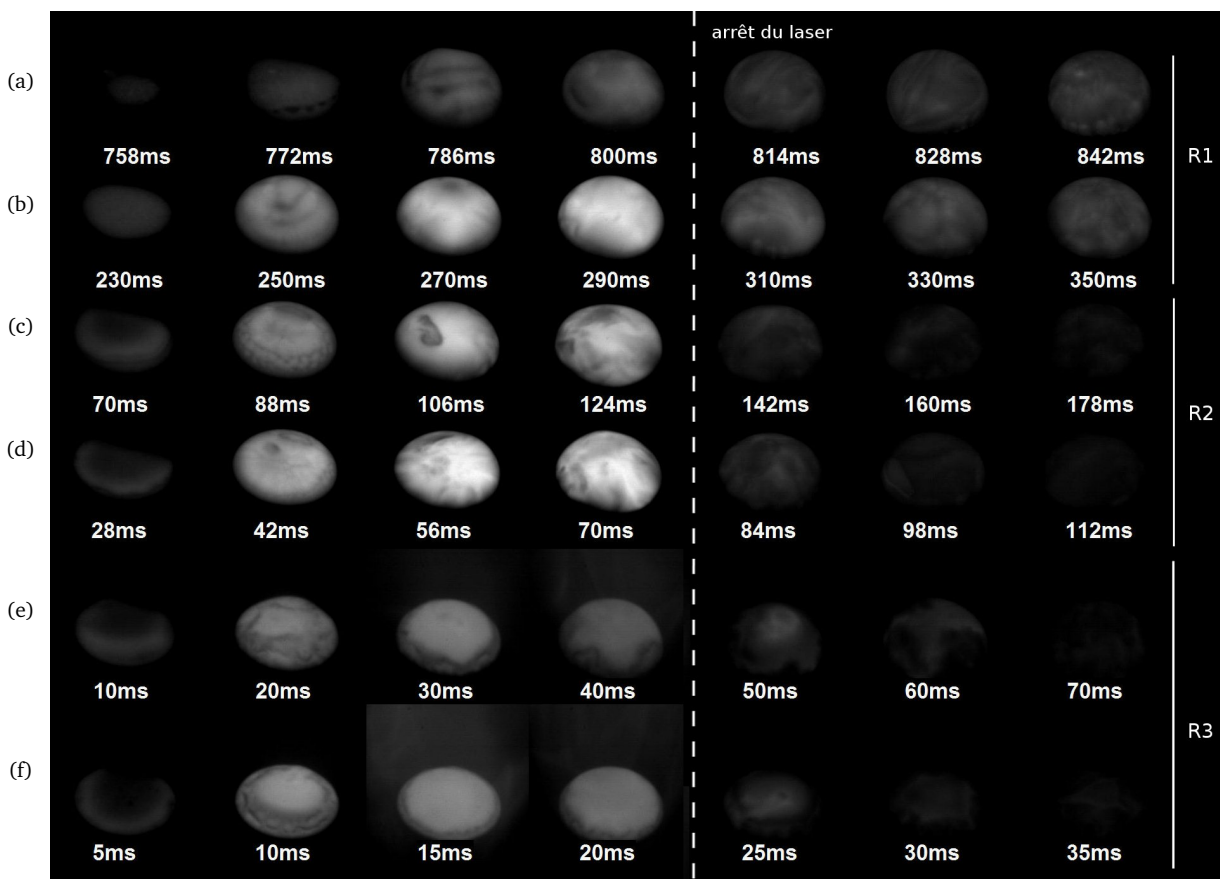 arrêt du laser
(a)
758ms 772ms 786ms 800ms 814ms 828ms 842ms
R1
(b)
230ms 250ms 270ms 290ms 310ms 330ms 350ms
(c)
70ms 88ms 106ms 124ms 142ms 160ms 178ms
R2
(d)
28ms 42ms 56ms 70ms 84ms 98ms 112ms
(e)
10ms 20ms 30ms 40ms 50ms 60ms 70ms
R3
(f)
5ms 10ms 15ms 20ms 25ms 30ms 35ms